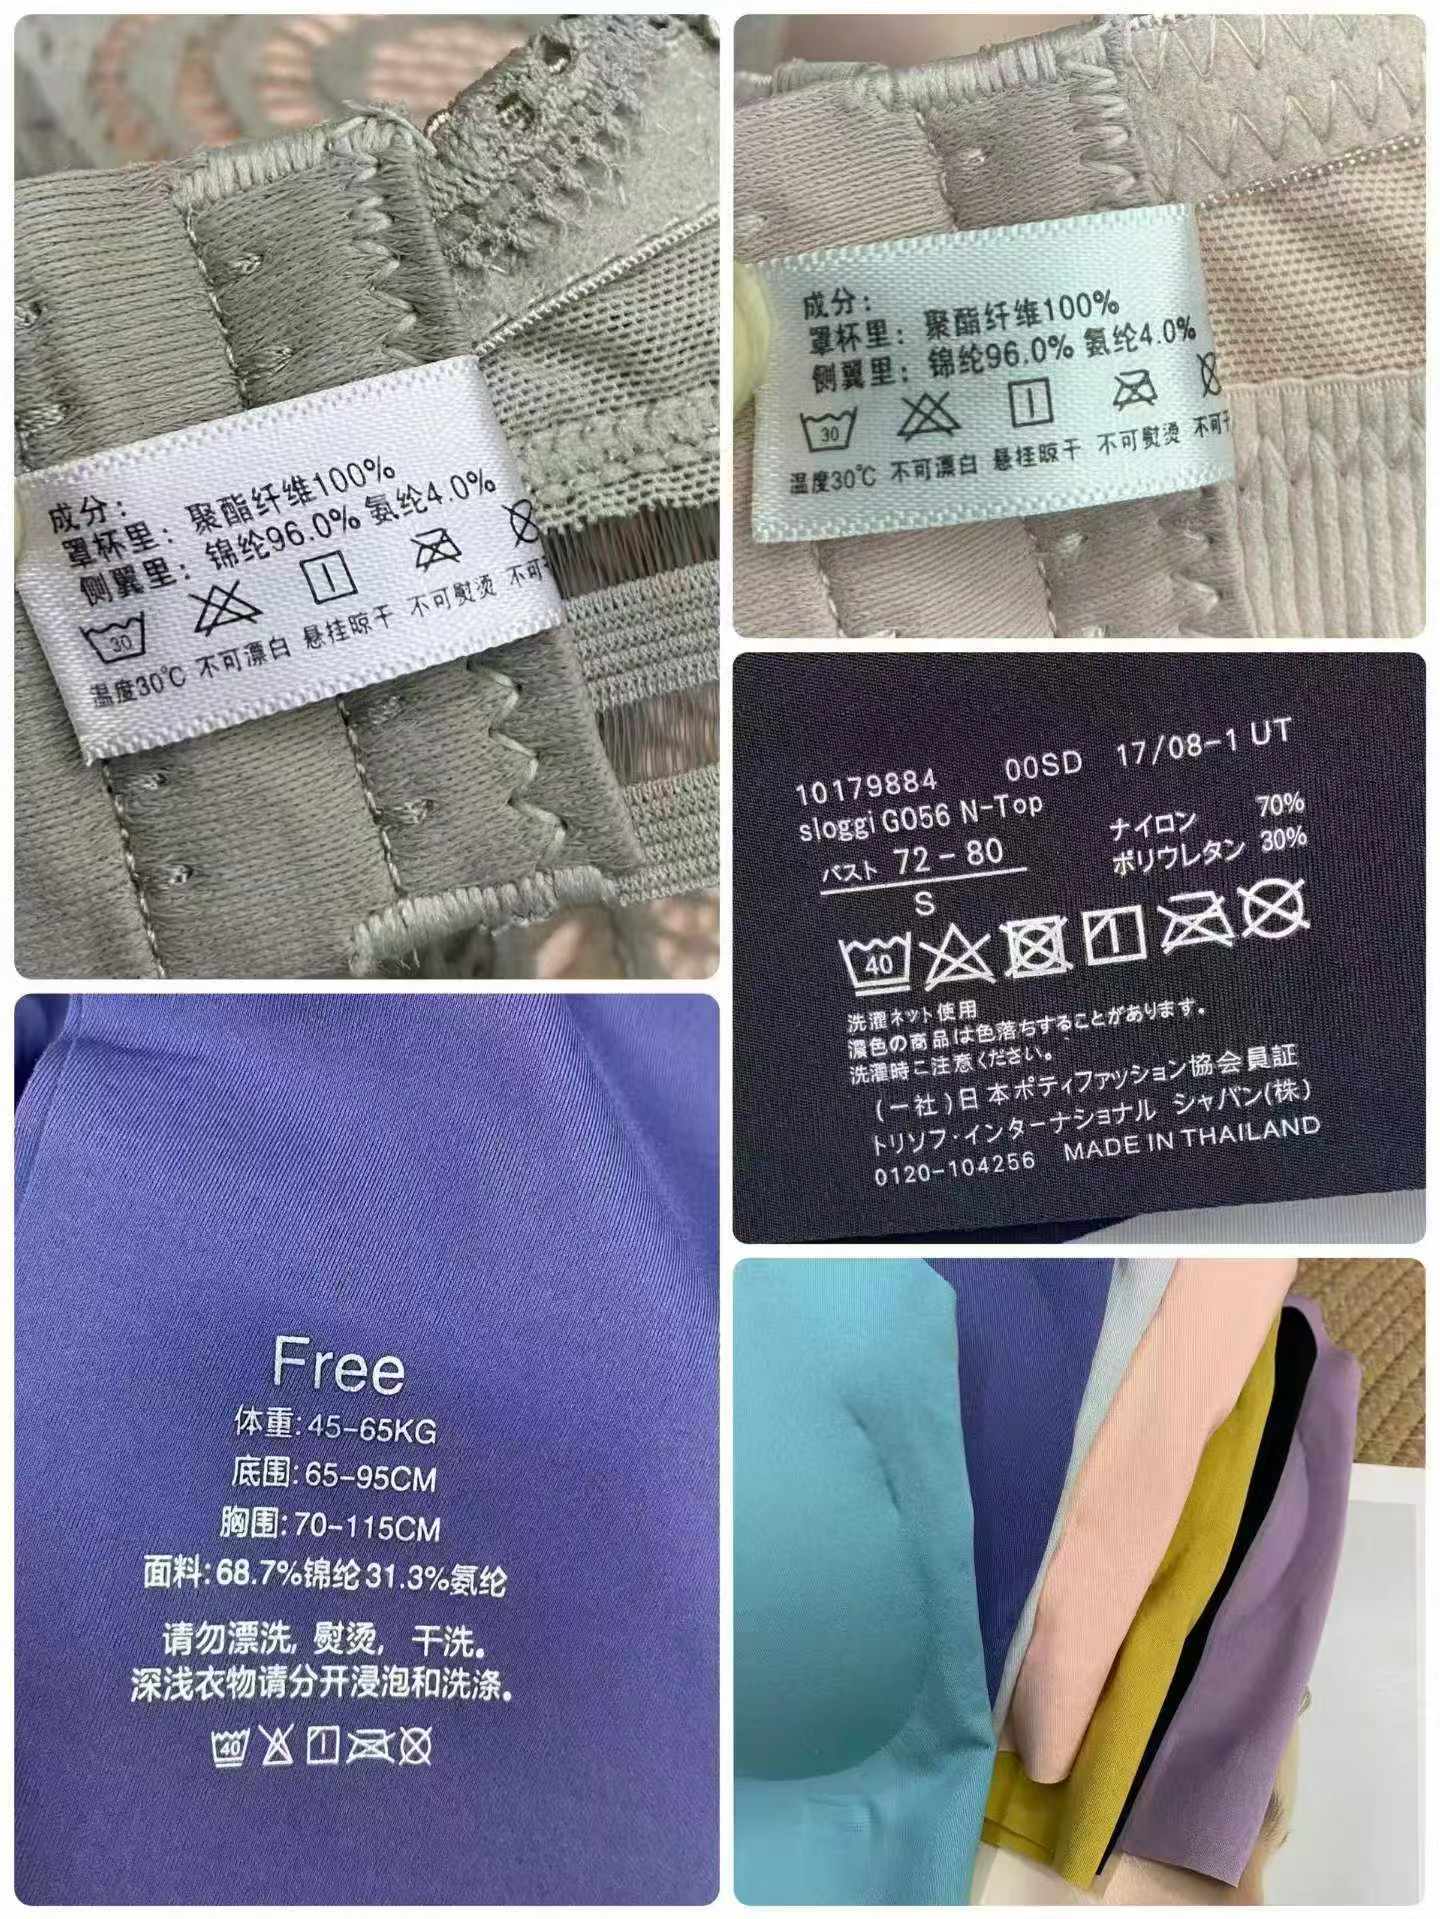 成分：
罩杯里：聚酯纤维100%
侧翼里：锦纶96.0% 氨纶4.0%
30
温度30℃ 不可漂白 悬挂晾干 不可熨烫 不可
成分：
罩杯里：聚酯纤维100%
侧翼里：锦纶96.0% 氨纶4.0%
30
温度30℃ 不可漂白 悬挂晾干 不可熨烫 不可
10179884 00SD 17/08-1 UT
sloggi G056 N-Top
バスト 72-80
S
ナイロン 70%
ポリウレタン 30%
40
洗濯ネット使用
濃色の商品は色落ちすることがあります。
洗濯時ご注意ください。
(一社)日本ボディファッション協会員証
トリソフ·インターナショナル シャバン(株)
0120-104256 MADE IN THAILAND
Free
体重:45-65KG
底围:65-95CM
胸围:70-115CM
面料:68.7%锦纶31.3%氨纶
请勿漂洗，熨烫，干洗。
深浅衣物请分开浸泡和洗涤。
40